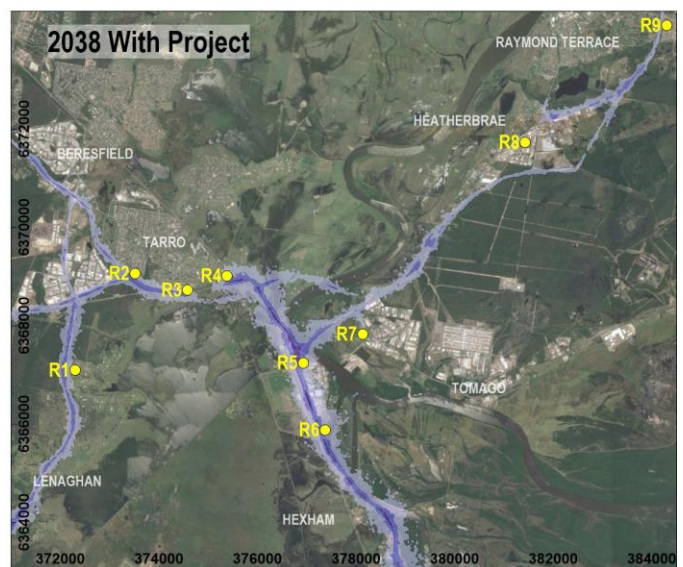 2038 With Project
R9
RAYMOND TERRACE
HEATHERBRAE
R8
BERESFIELD
TARRO
R2
R3
R4
R7
R5
R1
TOMAGO
R6
LENAGHAN
HEXHAM
6372000
6370000
6368000
6366000
6364000
372000 374000 376000 378000 380000 382000 384000